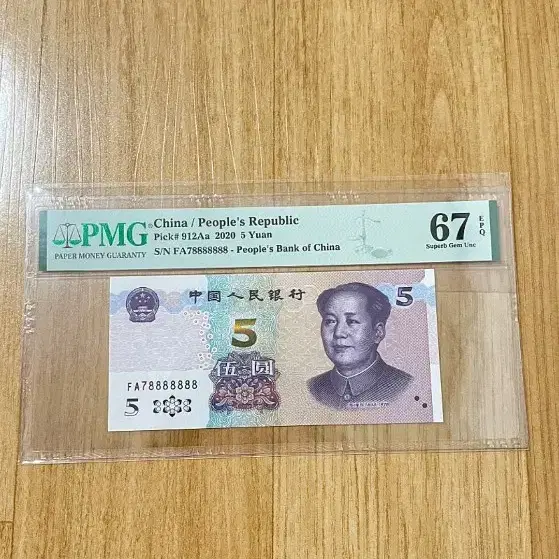 PMG
PAPER MONEY GUARANTY
China / People's Republic
Pick# 912Aa 2020 5 Yuan
S/N FA78888888 - People's Bank of China
67 EPQ
Superb Gem Unc
中国人民银行
5
5
伍圆
FA78888888
5